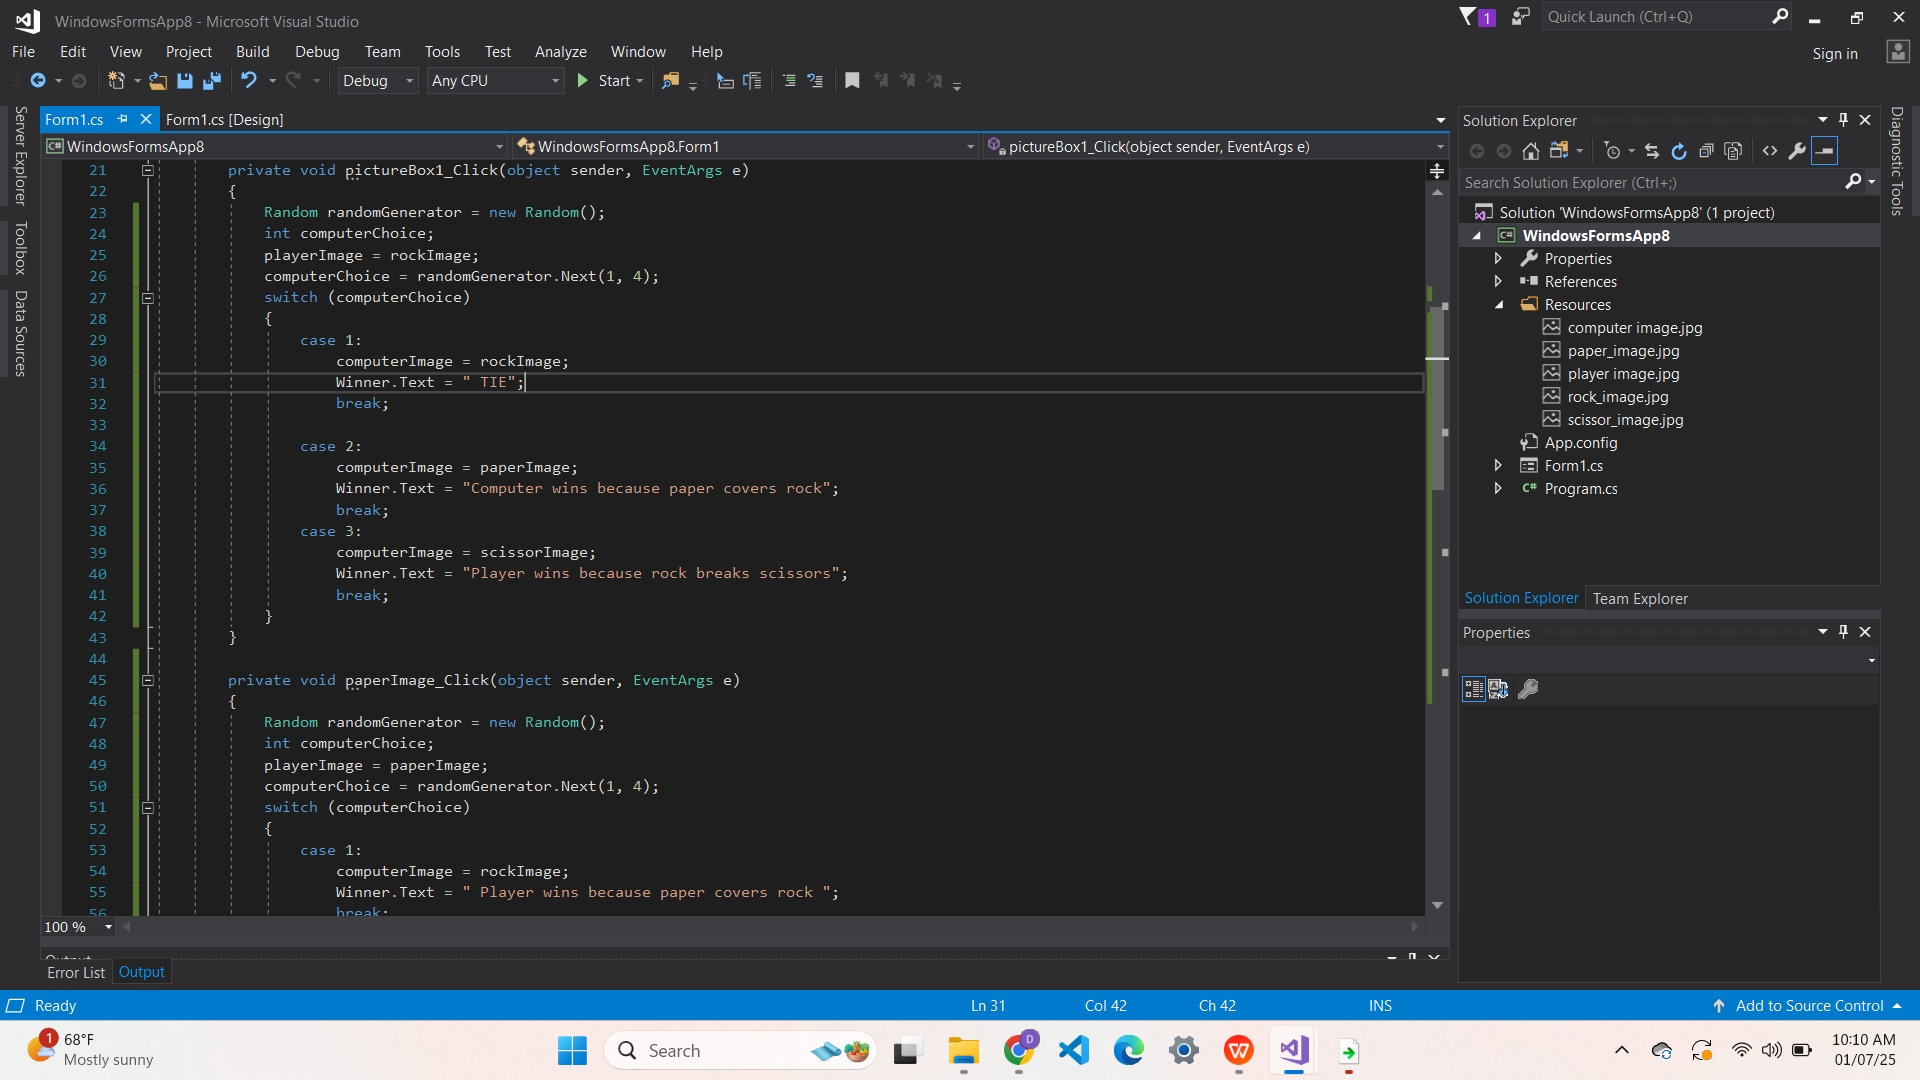 WindowsFormsApp8 - Microsoft Visual Studio
1
Quick Launch (Ctrl+Q)
File Edit View Project Build Debug Team Tools Test Analyze Window Help
Sign in
Debug Any CPU Start
Server Explorer
Toolbox
Data Sources
Form1.cs Form1.cs [Design]
WindowsFormsApp8 WindowsFormsApp8.Form1 pictureBox1_Click(object sender, EventArgs e)
21 private void pictureBox1_Click(object sender, EventArgs e)
22 {
23 Random randomGenerator = new Random();
24 int computerChoice;
25 playerImage = rockImage;
26 computerChoice = randomGenerator.Next(1, 4);
27 switch (computerChoice)
28 {
29 case 1:
30 computerImage = rockImage;
31 Winner.Text = " TIE";
32 break;
33
34 case 2:
35 computerImage = paperImage;
36 Winner.Text = "Computer wins because paper covers rock";
37 break;
38 case 3:
39 computerImage = scissorImage;
40 Winner.Text = "Player wins because rock breaks scissors";
41 break;
42 }
43 }
44
45 private void paperImage_Click(object sender, EventArgs e)
46 {
47 Random randomGenerator = new Random();
48 int computerChoice;
49 playerImage = paperImage;
50 computerChoice = randomGenerator.Next(1, 4);
51 switch (computerChoice)
52 {
53 case 1:
54 computerImage = rockImage;
55 Winner.Text = " Player wins because paper covers rock ";
56 break;
100 %
Output
Error List Output
Solution Explorer
Search Solution Explorer (Ctrl+;)
Solution 'WindowsFormsApp8' (1 project)
WindowsFormsApp8
Properties
References
Resources
computer image.jpg
paper_image.jpg
player image.jpg
rock_image.jpg
scissor_image.jpg
App.config
Form1.cs
Program.cs
Solution Explorer Team Explorer
Properties
Diagnostic Tools
Ready Ln 31 Col 42 Ch 42 INS Add to Source Control
1
68°F
Mostly sunny
Search
D
10:10 AM
01/07/25